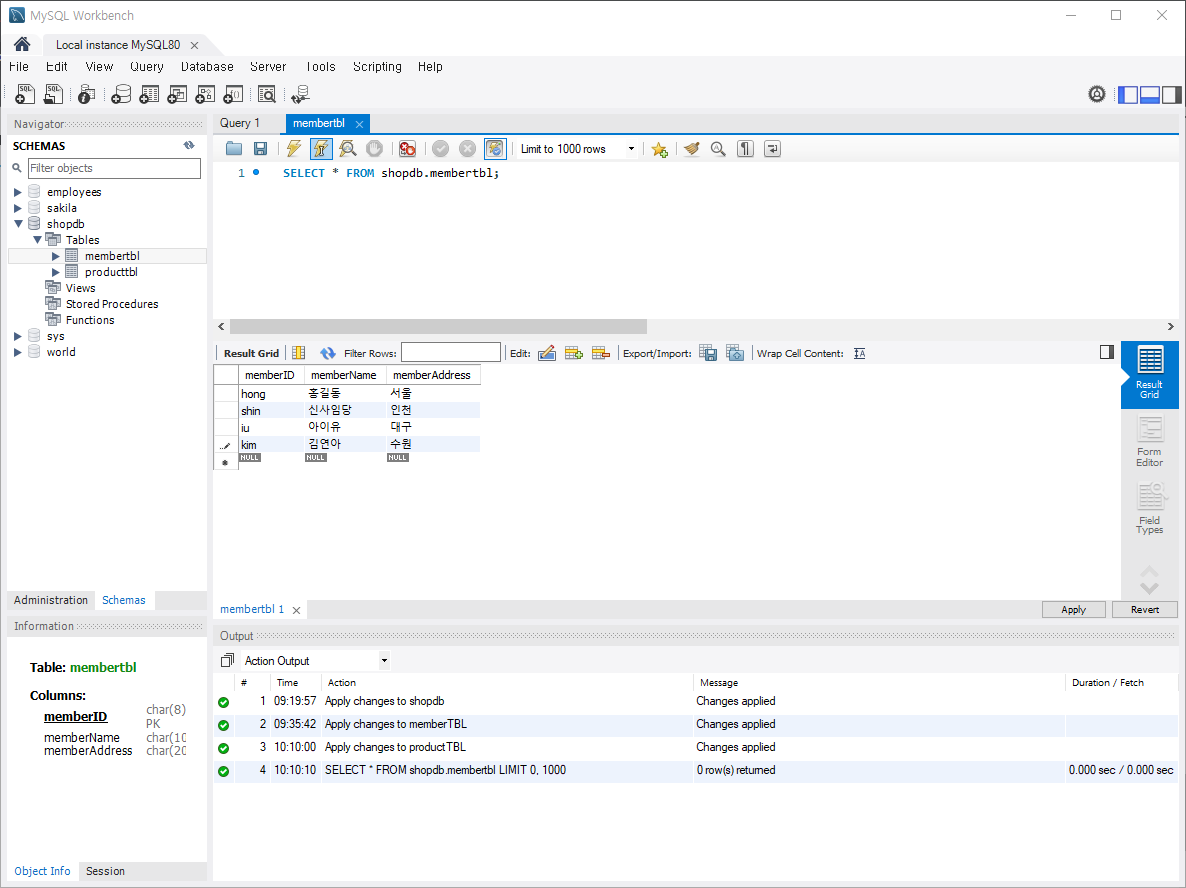 MySQL Workbench
Local instance MySQL80
File Edit View Query Database Server Tools Scripting Help
Navigator
SCHEMAS
Filter objects
employees
sakila
shopdb
Tables
membertbl
producttbl
Views
Stored Procedures
Functions
sys
world
Administration Schemas
Information
Table: membertbl
Columns:
memberID char(8) PK
memberName char(10
memberAddress char(20
Object Info Session
Query 1 membertbl
Limit to 1000 rows
1 SELECT * FROM shopdb.membertbl;
Result Grid Filter Rows: Edit: Export/Import: Wrap Cell Content: IA
memberID memberName memberAddress
hong 홍길동 서울
shin 신사임당 인천
iu 아이유 대구
kim 김연아 수원
NULL NULL NULL
Result Grid
Form Editor
Field Types
membertbl 1 Apply Revert
Output
Action Output
# Time Action Message Duration / Fetch
1 09:19:57 Apply changes to shopdb Changes applied
2 09:35:42 Apply changes to memberTBL Changes applied
3 10:10:00 Apply changes to productTBL Changes applied
4 10:10:10 SELECT * FROM shopdb.membertbl LIMIT 0, 1000 0 row(s) returned 0.000 sec / 0.000 sec